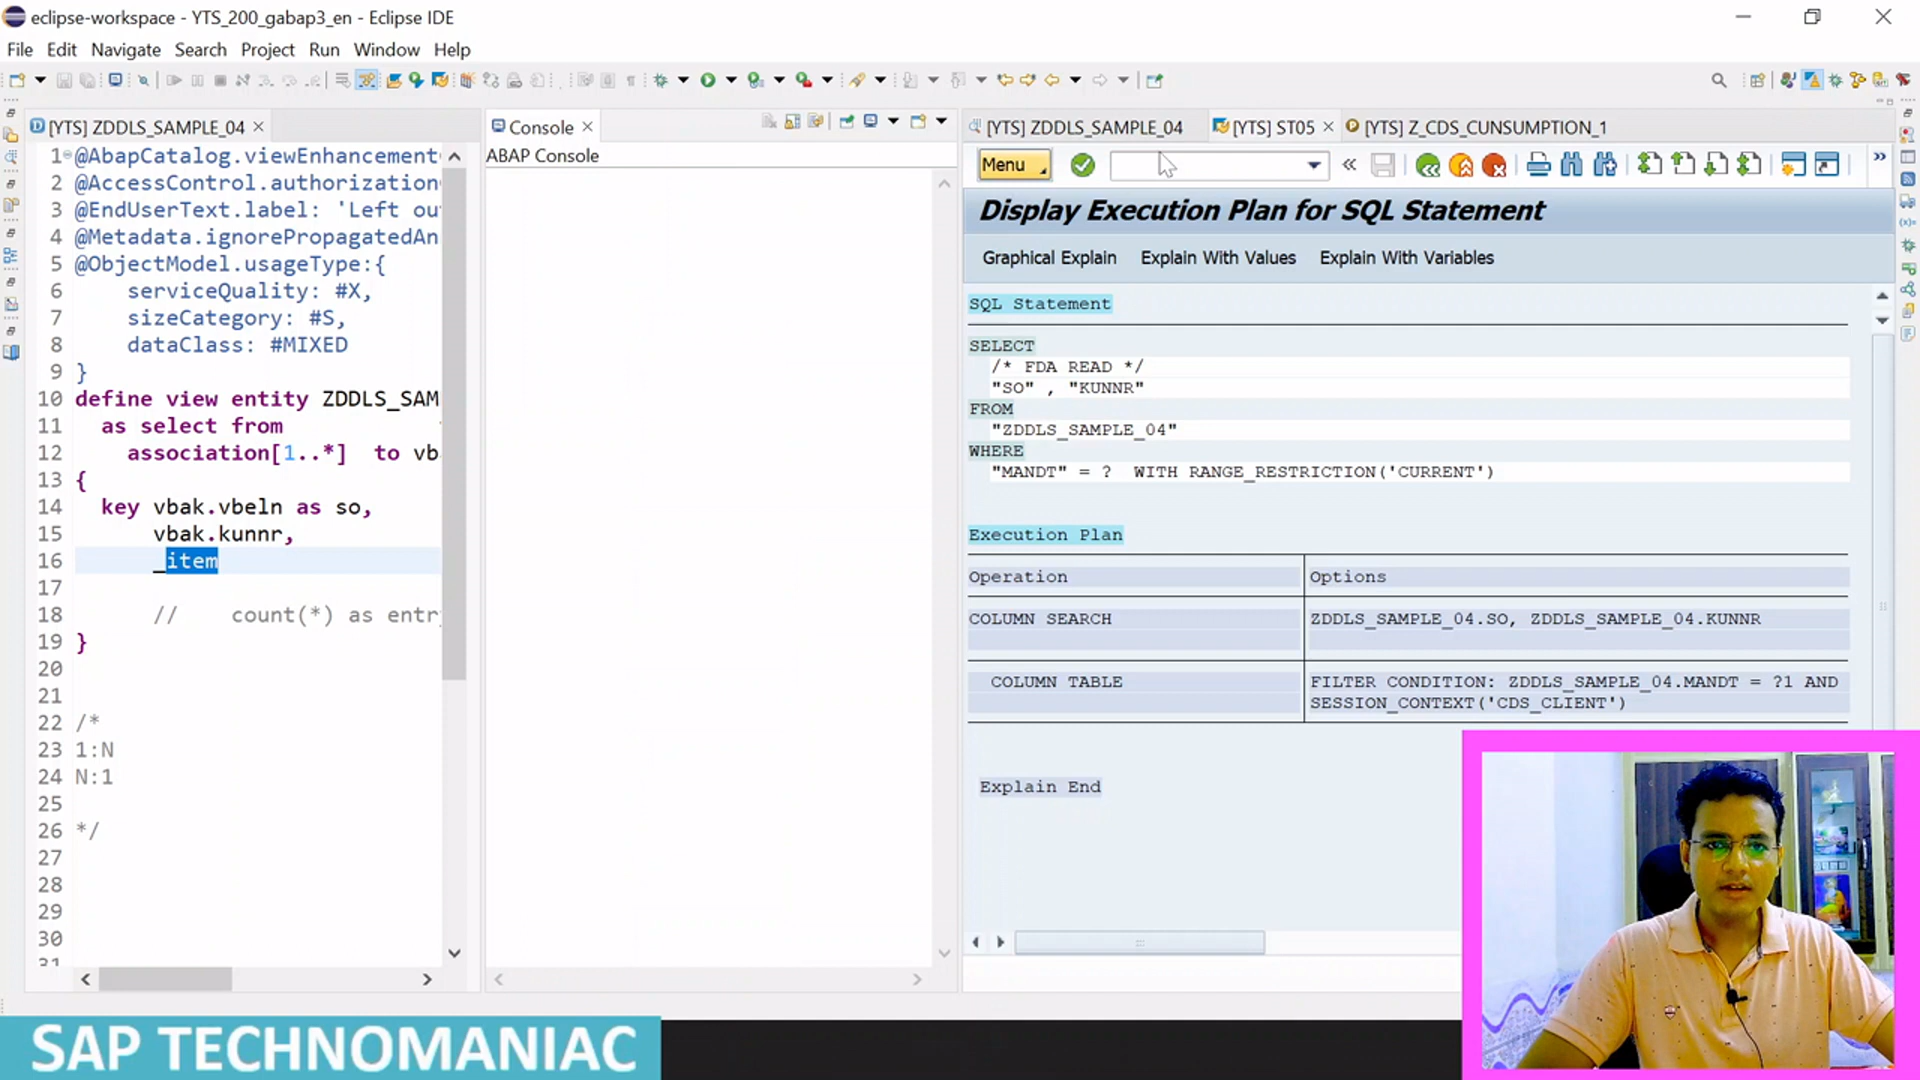 eclipse-workspace - YTS_200_gabap3_en - Eclipse IDE
File Edit Navigate Search Project Run Window Help
[YTS] ZDDLS_SAMPLE_04
1 @AbapCatalog.viewEnhancement
2 @AccessControl.authorization
3 @EndUserText.label: 'Left ou
4 @Metadata.ignorePropagatedAn
5 @ObjectModel.usageType:{
6 serviceQuality: #X,
7 sizeCategory: #S,
8 dataClass: #MIXED
9 }
10 define view entity ZDDLS_SAM
11 as select from
12 association[1..*] to vb
13 {
14 key vbak.vbeln as so,
15 vbak.kunnr,
16 _item
17
18 // count(*) as entr
19 }
20
21
22 /*
23 1:N
24 N:1
25
26 */
27
28
29
30
31
Console
ABAP Console
[YTS] ZDDLS_SAMPLE_04 [YTS] ST05 [YTS] Z_CDS_CUNSUMPTION_1
Menu
Display Execution Plan for SQL Statement
Graphical Explain Explain With Values Explain With Variables
SQL Statement
SELECT
/* FDA READ */
"SO" , "KUNNR"
FROM
"ZDDLS_SAMPLE_04"
WHERE
"MANDT" = ? WITH RANGE_RESTRICTION('CURRENT')
Execution Plan
Operation Options
COLUMN SEARCH ZDDLS_SAMPLE_04.SO, ZDDLS_SAMPLE_04.KUNNR
COLUMN TABLE FILTER CONDITION: ZDDLS_SAMPLE_04.MANDT = ?1 AND
SESSION_CONTEXT('CDS_CLIENT')
Explain End
SAP TECHNOMANIAC